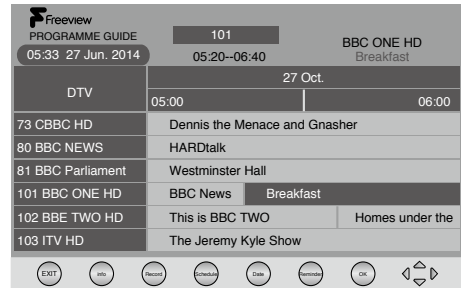 Freeview
PROGRAMME GUIDE
05:33 27 Jun. 2014
101
05:20--06:40
BBC ONE HD
Breakfast
DTV
27 Oct.
05:00 06:00
73 CBBC HD Dennis the Menace and Gnasher
80 BBC NEWS HARDtalk
81 BBC Parliament Westminster Hall
101 BBC ONE HD BBC News Breakfast
102 BBE TWO HD This is BBC TWO Homes under the
103 ITV HD The Jeremy Kyle Show
EXIT info Record Schedule Date Reminder OK